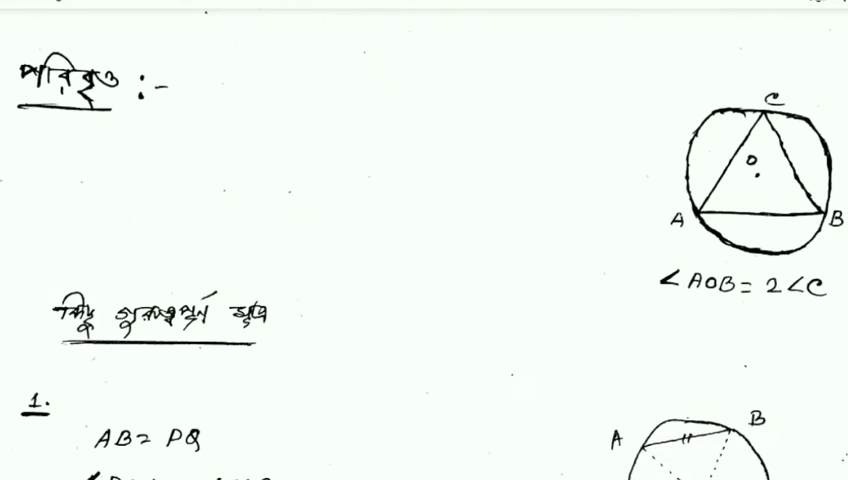 পরিবৃত্ত :-
C
O
A B
∠AOB = 2∠C
কিছু গুরুত্বপূর্ণ সূত্র
1.
AB = PQ
A B